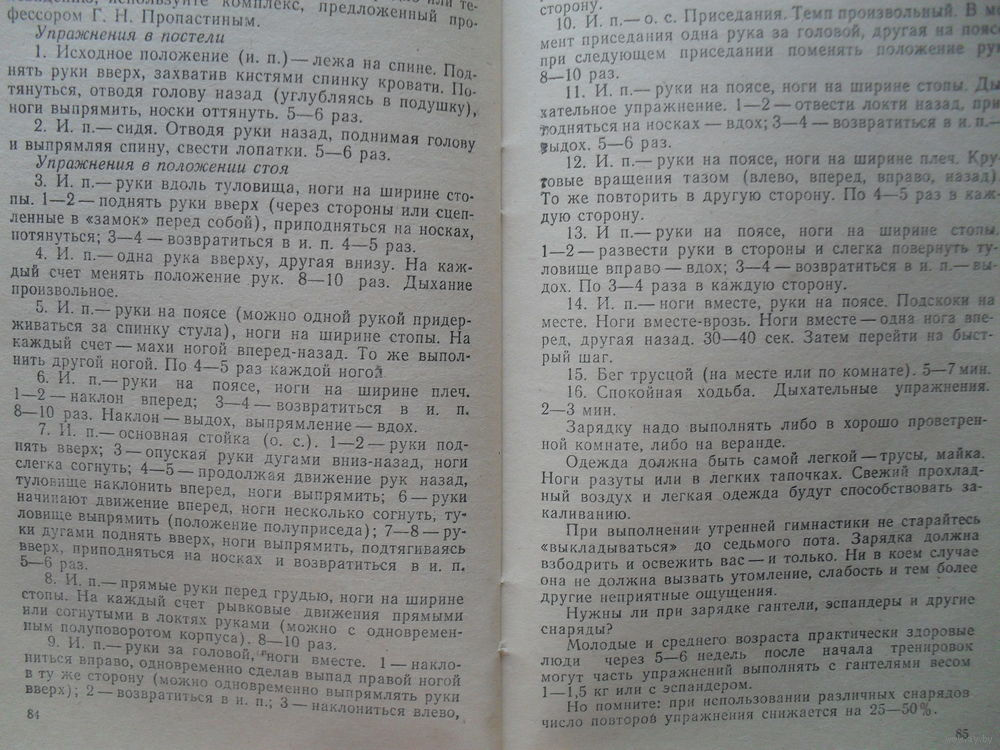 используйте комплекс, предложенный про-
фессором Г. Н. Пропастиным.
Упражнения в постели
1. Исходное положение (и. п.) — лежа на спине. Под-
нять руки вверх, захватив кистями спинку кровати. По-
тянуться, отводя голову назад (углубляясь в подушку),
ноги выпрямить, носки оттянуть. 5—6 раз.
2. И. п.— сидя. Отводя руки назад, поднимая голову
и выпрямляя спину, свести лопатки. 5—6 раз.
Упражнения в положении стоя
3. И. п.— руки вдоль туловища, ноги на ширине сто-
пы. 1—2 — поднять руки вверх (через стороны или сцеп-
ленные в «замок» перед собой), приподняться на носках,
потянуться; 3—4 — возвратиться в и. п. 4—5 раз.
4. И. п.— одна рука вверху, другая внизу. На каж-
дый счет менять положение рук. 8—10 раз. Дыхание
произвольное.
5. И. п.— руки на поясе (можно одной рукой придер-
живаться за спинку стула), ноги на ширине стопы. На
каждый счет — махи ногой вперед-назад. То же выпол-
нить другой ногой. По 4—5 раз каждой ногой.
6. И. п.— руки на поясе, ноги на ширине плеч.
1—2 — наклон вперед; 3—4 — возвратиться в и. п.
8—10 раз. Наклон — выдох, выпрямление — вдох.
7. И. п.— основная стойка (о. с.). 1—2 — руки под-
нять вверх; 3 — опуская руки дугами вниз-назад, ноги
слегка согнуть; 4—5 — продолжая движение рук назад,
туловище наклонить вперед, ноги выпрямить; 6 — руки
начинают движение вперед, ноги несколько согнуть, ту-
ловище выпрямить (положение полуприседа); 7—8 — ру-
ки дугами поднять вверх, ноги выпрямить, подтягиваясь
вверх, приподняться на носках и возвратиться в и. п.
5—6 раз.
8. И. п.— прямые руки перед грудью, ноги на ширине
стопы. На каждый счет рывковые движения прямыми
или согнутыми в локтях руками (можно с одновремен-
ным полуповоротом корпуса). 8—10 раз.
9. И. п.— руки за головой, ноги вместе. 1 — накло-
ниться вправо, одновременно сделав выпад правой ногой
в ту же сторону (можно одновременно выпрямлять руки
вверх); 2 — возвратиться в и. п.; 3 — наклониться влево,
84
сторону.
10. И. п.— о. с. Приседания. Темп произвольный. В мо
мент приседания одна рука за головой, другая на поясе
при следующем приседании поменять положение рук
8—10 раз.
11. И. п.— руки на поясе, ноги на ширине стопы. Ды
хательное упражнение. 1—2 — отвести локти назад, при
подняться на носках — вдох; 3—4 — возвратиться в и. п.—
выдох. 5—6 раз.
12. И. п.— руки на поясе, ноги на ширине плеч. Кру-
говые вращения тазом (влево, вперед, вправо, назад)
То же повторить в другую сторону. По 4—5 раз в каж
дую сторону.
13. И п.— руки на поясе, ноги на ширине стопы.
1—2 — развести руки в стороны и слегка повернуть ту-
ловище вправо — вдох; 3—4 — возвратиться в и. п.— вы-
дох. По 3—4 раза в каждую сторону.
14. И. п.— ноги вместе, руки на поясе. Подскоки на
месте. Ноги вместе-врозь. Ноги вместе — одна нога впе-
ред, другая назад. 30—40 сек. Затем перейти на быст-
рый шаг.
15. Бег трусцой (на месте или по комнате). 5—7 мин.
16. Спокойная ходьба. Дыхательные упражнения.
2—3 мин.
Зарядку надо выполнять либо в хорошо проветрен-
ной комнате, либо на веранде.
Одежда должна быть самой легкой — трусы, майка.
Ноги разуты или в легких тапочках. Свежий прохлад-
ный воздух и легкая одежда будут способствовать за-
каливанию.
При выполнении утренней гимнастики не старайтесь
«выкладываться» до седьмого пота. Зарядка должна
взбодрить и освежить вас — и только. Ни в коем случае
она не должна вызвать утомление, слабость и тем более
другие неприятные ощущения.
Нужны ли при зарядке гантели, эспандеры и другие
снаряды?
Молодые и среднего возраста практически здоровые
люди через 5—6 недель после начала тренировок
могут часть упражнений выполнять с гантелями весом
1—1,5 кг или с эспандером.
Но помните: при использовании различных снарядов
число повторов упражнения снижается на 25—50%.
85